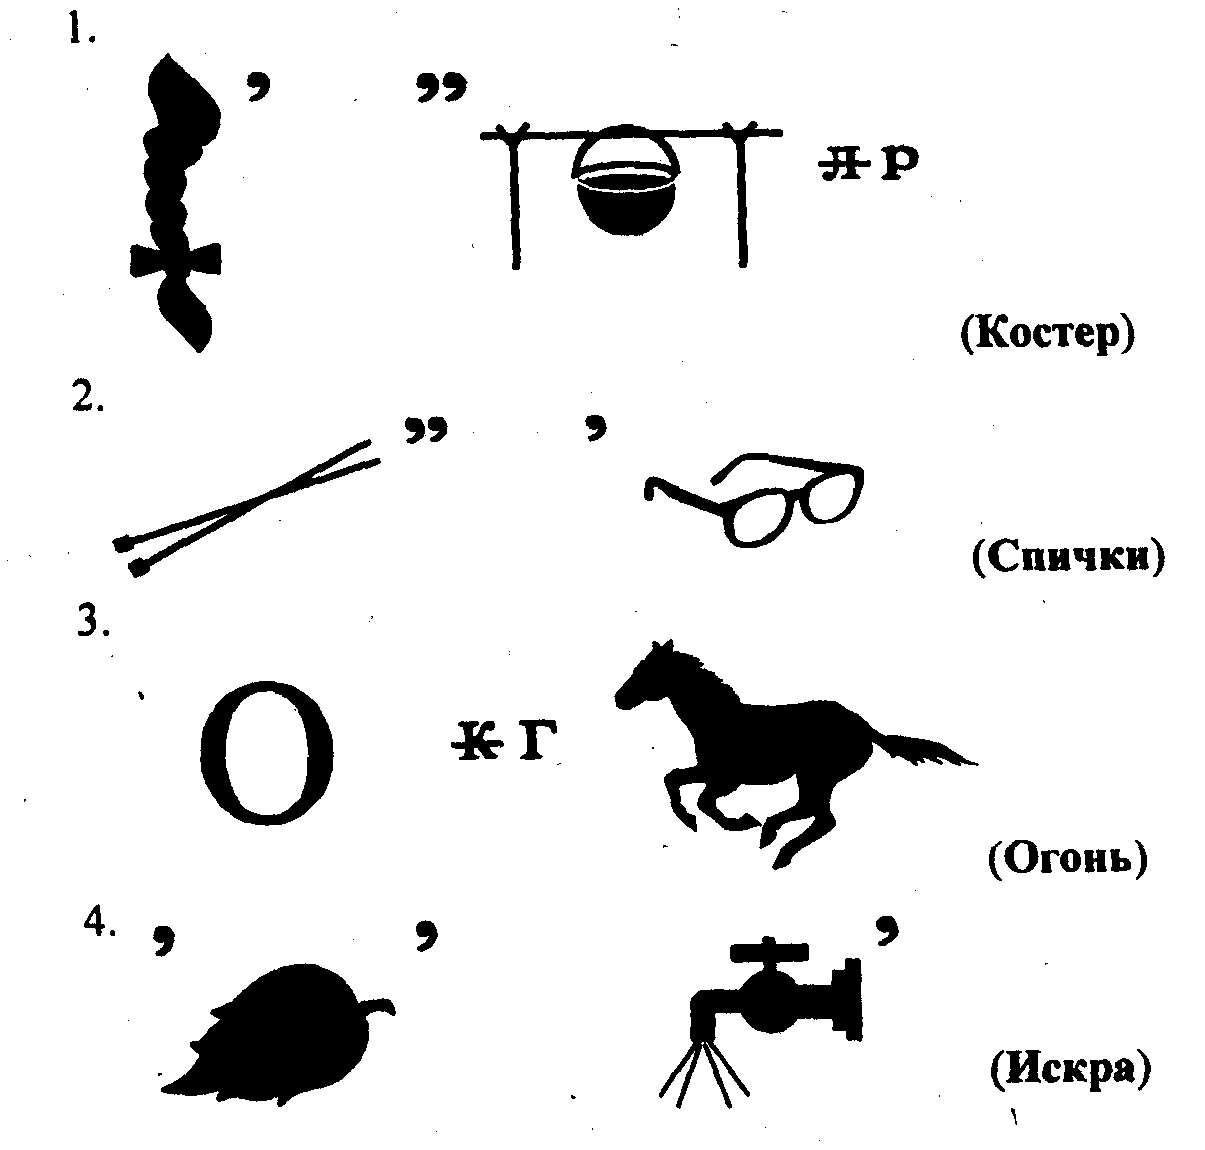 1.
, ,,
л р
(Костер)
2.
,, ,
(Спички)
3.
О к г
(Огонь)
4.
, , ,
(Искра)